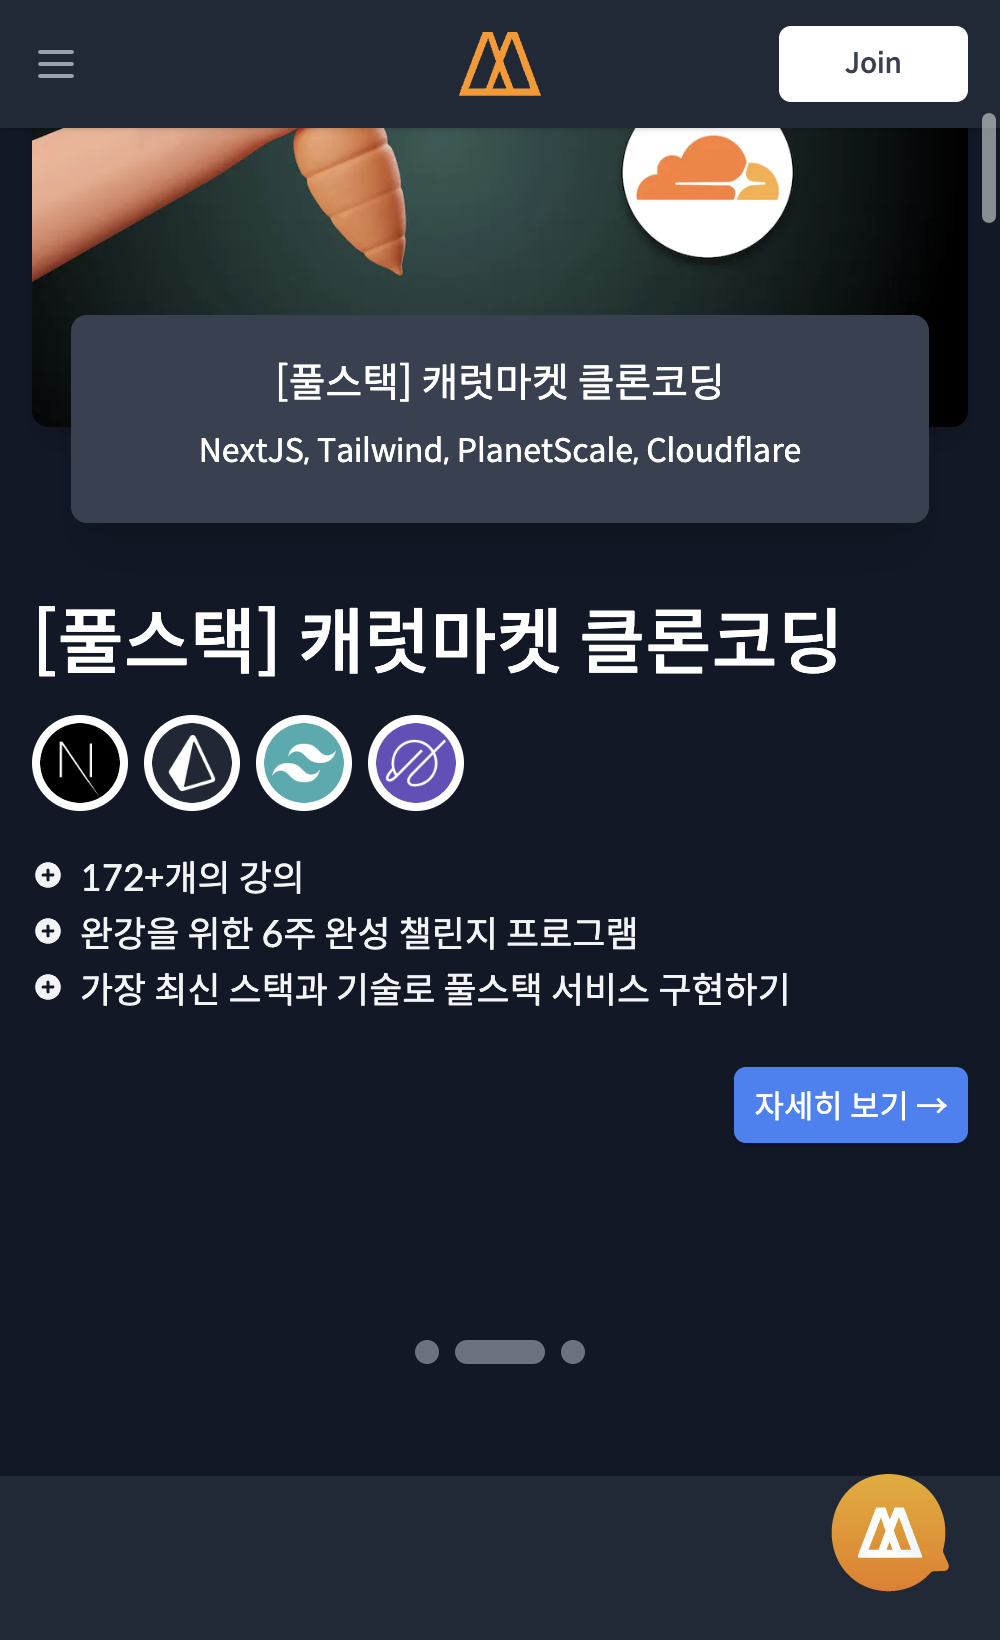 Join
[풀스택] 캐럿마켓 클론코딩
NextJS, Tailwind, PlanetScale, Cloudflare
[풀스택] 캐럿마켓 클론코딩
172+개의 강의
완강을 위한 6주 완성 챌린지 프로그램
가장 최신 스택과 기술로 풀스택 서비스 구현하기
자세히 보기 →